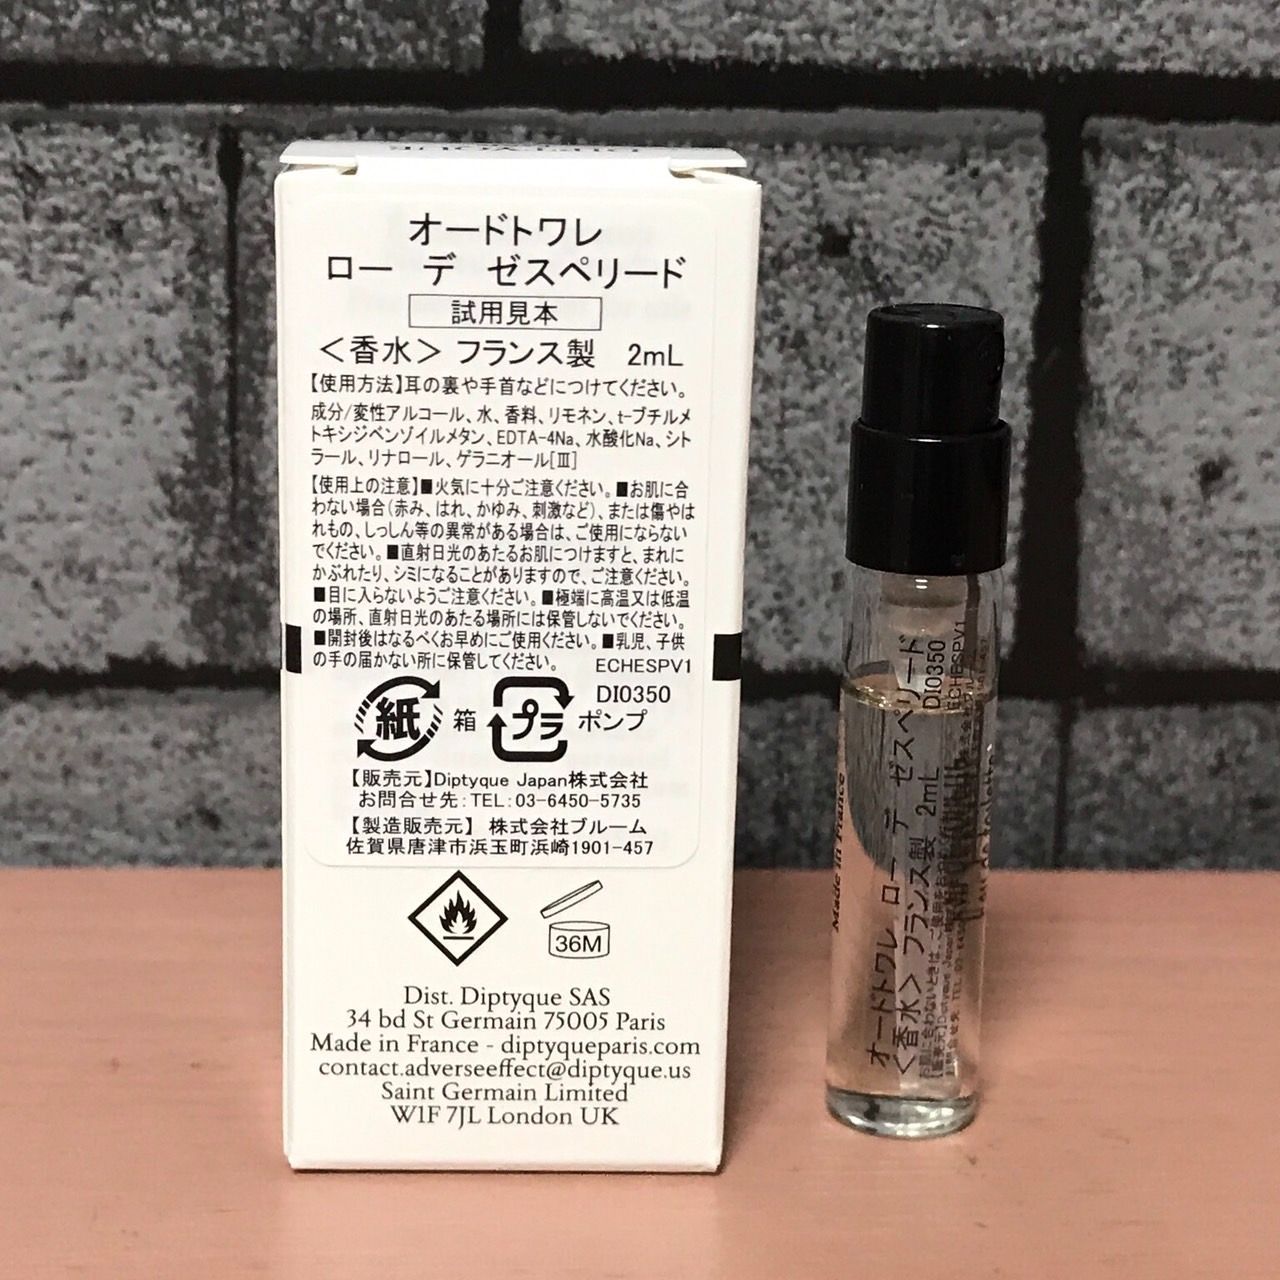 オードトワレ
ロー デ ゼスペリード
試用見本
＜香水＞ フランス製 2mL
【使用方法】耳の裏や手首などにつけてください。
成分/変性アルコール、水、香料、リモネン、t-ブチルメ
トキシジベンゾイルメタン、EDTA-4Na、水酸化Na、シト
ラール、リナロール、ゲラニオール[Ⅲ]
【使用上の注意】■火気に十分ご注意ください。■お肌に合
わない場合(赤み、はれ、かゆみ、刺激など)、または傷やは
れもの、しっしん等の異常がある場合は、ご使用にならない
でください。■直射日光のあたるお肌につけますと、まれに
かぶれたり、シミになることがありますので、ご注意ください。
■目に入らないようご注意ください。■極端に高温又は低温
の場所、直射日光のあたる場所には保管しないでください。
■開封後はなるべくお早めにご使用ください。■乳児、子供
の手の届かない所に保管してください。 ECHESPV1
DI0350
紙 箱 プラ ポンプ
【販売元】Diptyque Japan株式会社
お問合せ先：TEL：03-6450-5735
【製造販売元】 株式会社ブルーム
佐賀県唐津市浜玉町浜崎1901-457
36M
Dist. Diptyque SAS
34 bd St Germain 75005 Paris
Made in France - diptyqueparis.com
contact.adverseeffect@diptyque.us
Saint Germain Limited
W1F 7JL London UK
Made in France
オードトワレ ロー デ ゼスペリード DI0350
＜香水＞ フランス製 2mL ECHESPV1